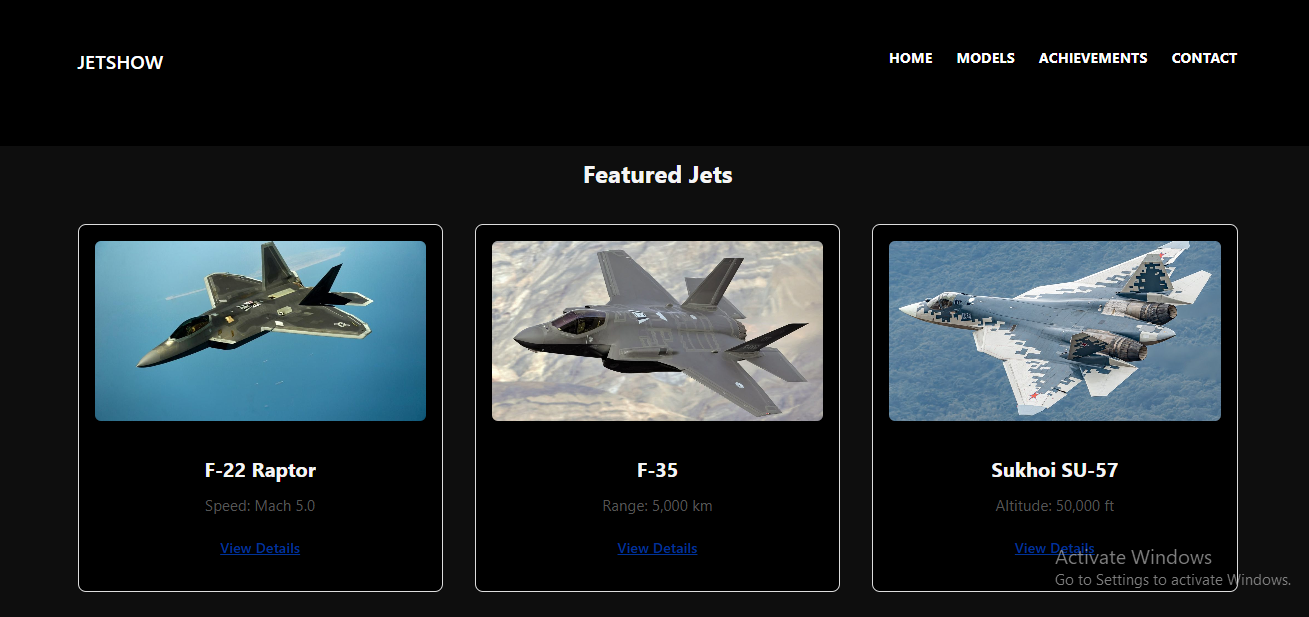 JETSHOW
HOME MODELS ACHIEVEMENTS CONTACT
Featured Jets
F-22 Raptor
Speed: Mach 5.0
View Details
F-35
Range: 5,000 km
View Details
Sukhoi SU-57
Altitude: 50,000 ft
View Details
Activate Windows
Go to Settings to activate Windows.